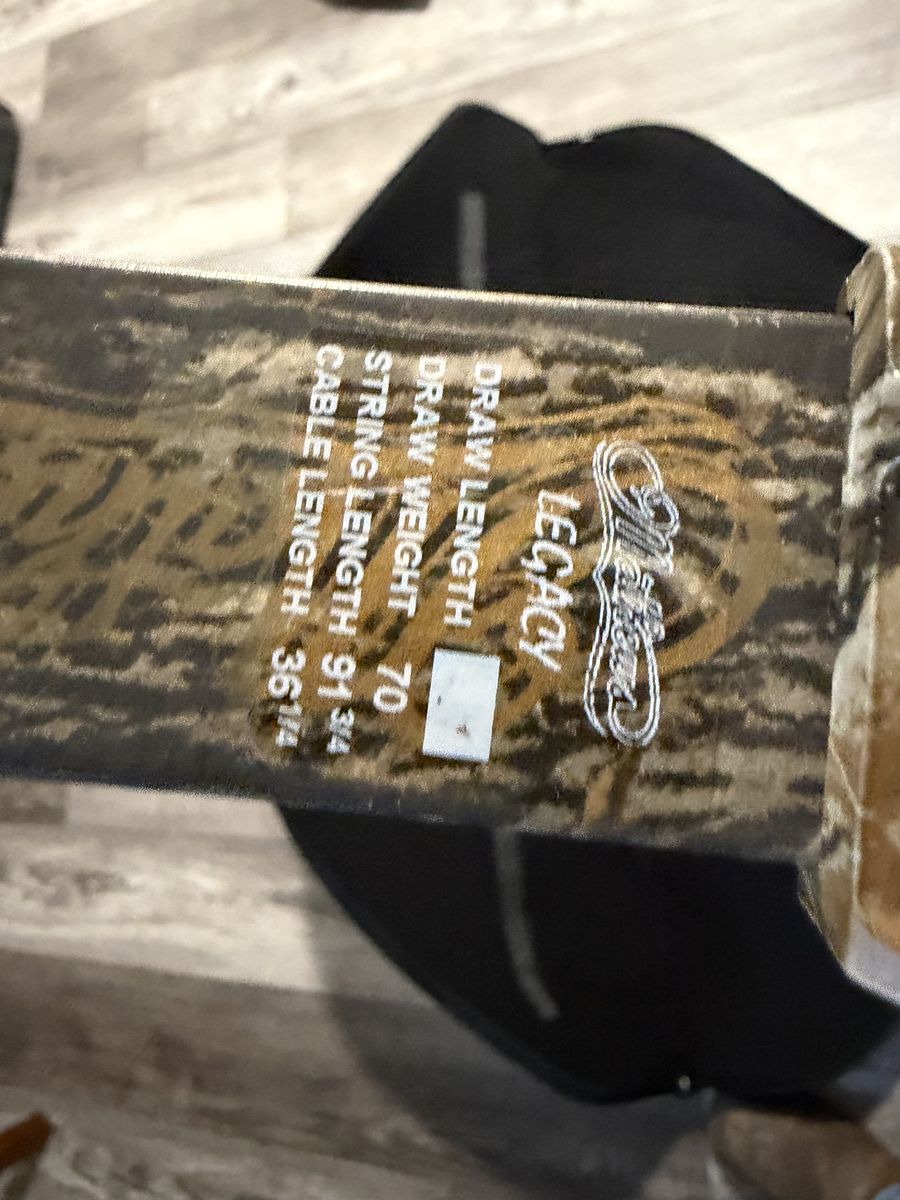 Mathews
LEGACY
DRAW LENGTH
DRAW WEIGHT 70
STRING LENGTH 91 3/4
CABLE LENGTH 36 1/4